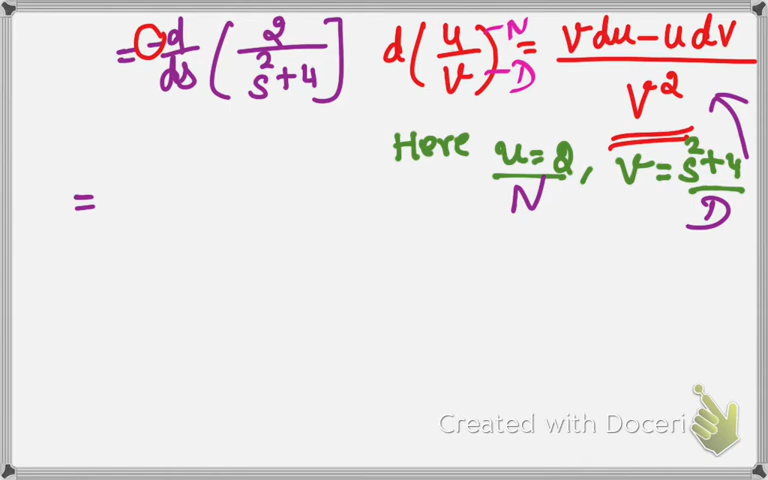 = -d/ds ( 2/s²+4 ] d( u/v ) -N -D = vdu - udv / v²
Here u = 2, v = s²+4
N D
=
Created with Doceri